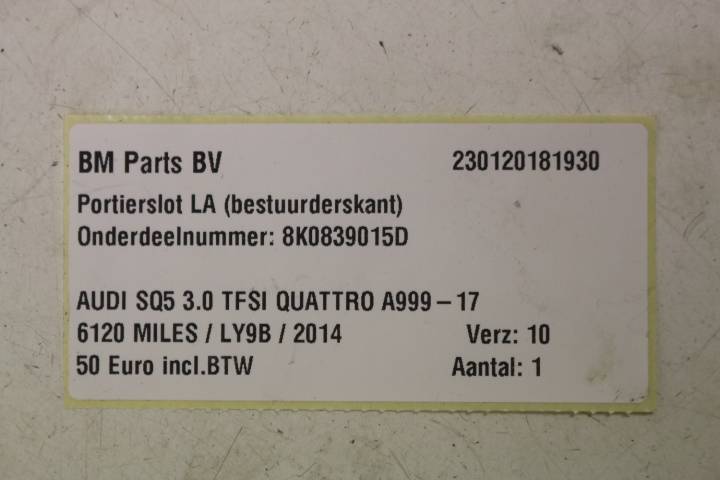 BM Parts BV 230120181930
Portierslot LA (bestuurderskant)
Onderdeelnummer: 8K0839015D
AUDI SQ5 3.0 TFSI QUATTRO A999-17
6120 MILES / LY9B / 2014 Verz: 10
50 Euro incl.BTW Aantal: 1